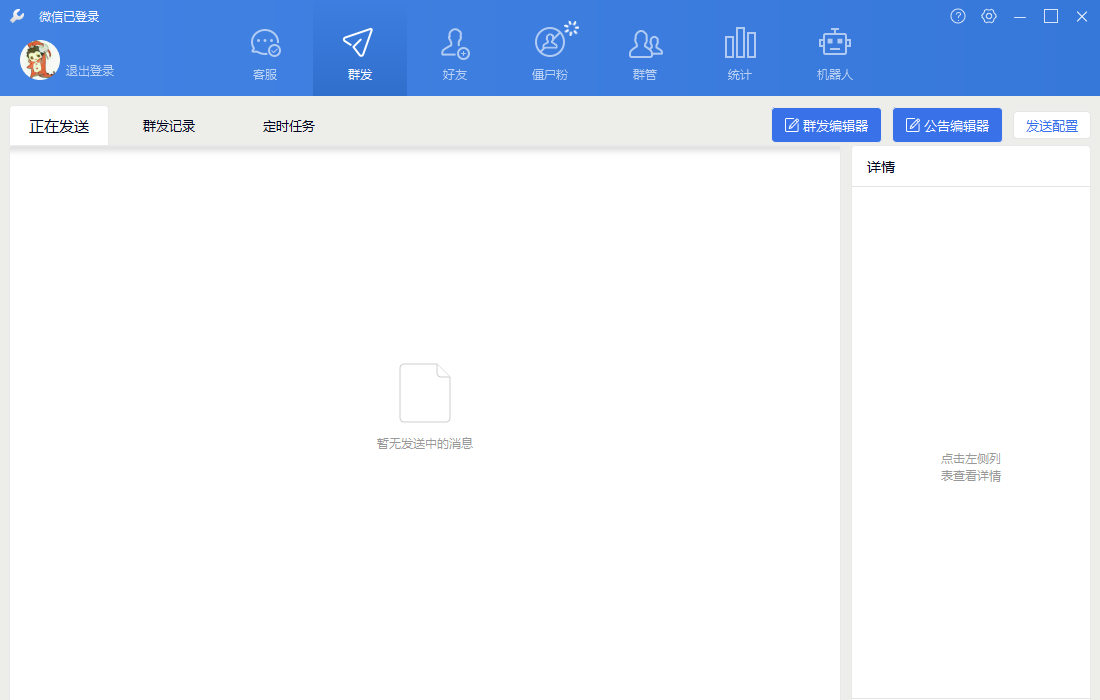 微信已登录
退出登录
客服
群发
好友
僵尸粉
群管
统计
机器人
正在发送
群发记录
定时任务
群发编辑器
公告编辑器
发送配置
详情
暂无发送中的消息
点击左侧列
表查看详情